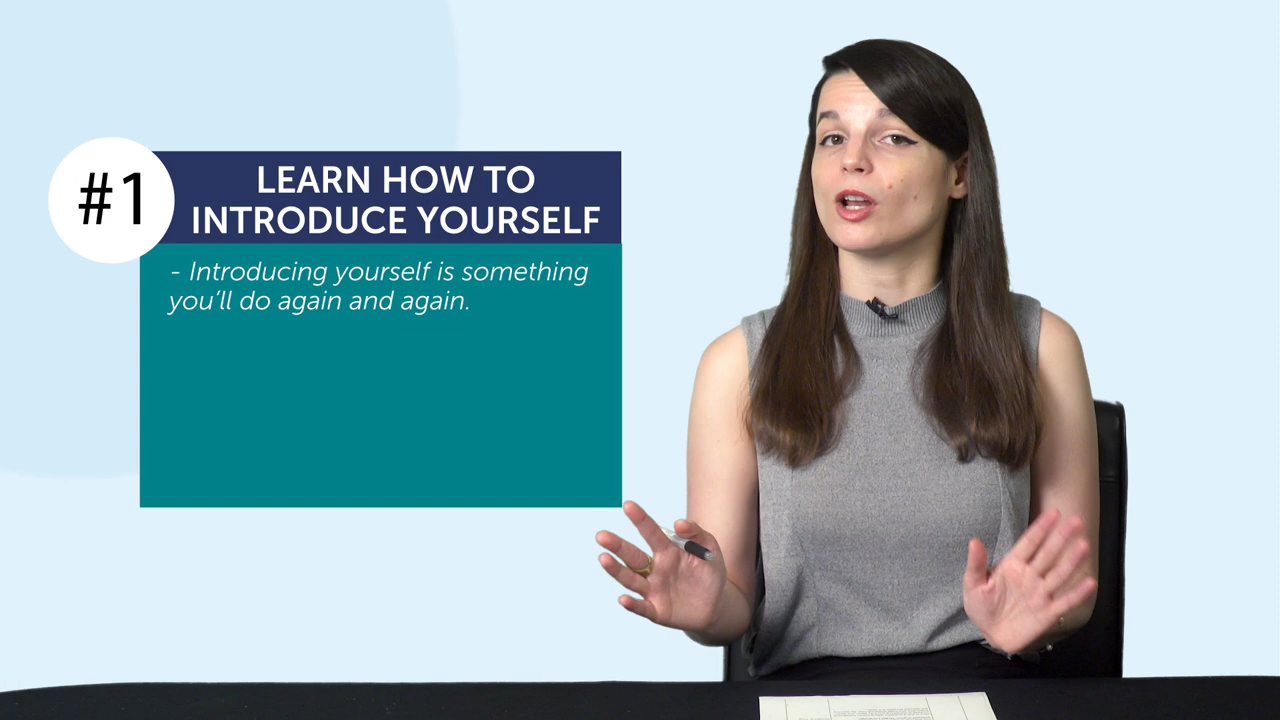 #1
LEARN HOW TO
INTRODUCE YOURSELF
- Introducing yourself is something
you'll do again and again.